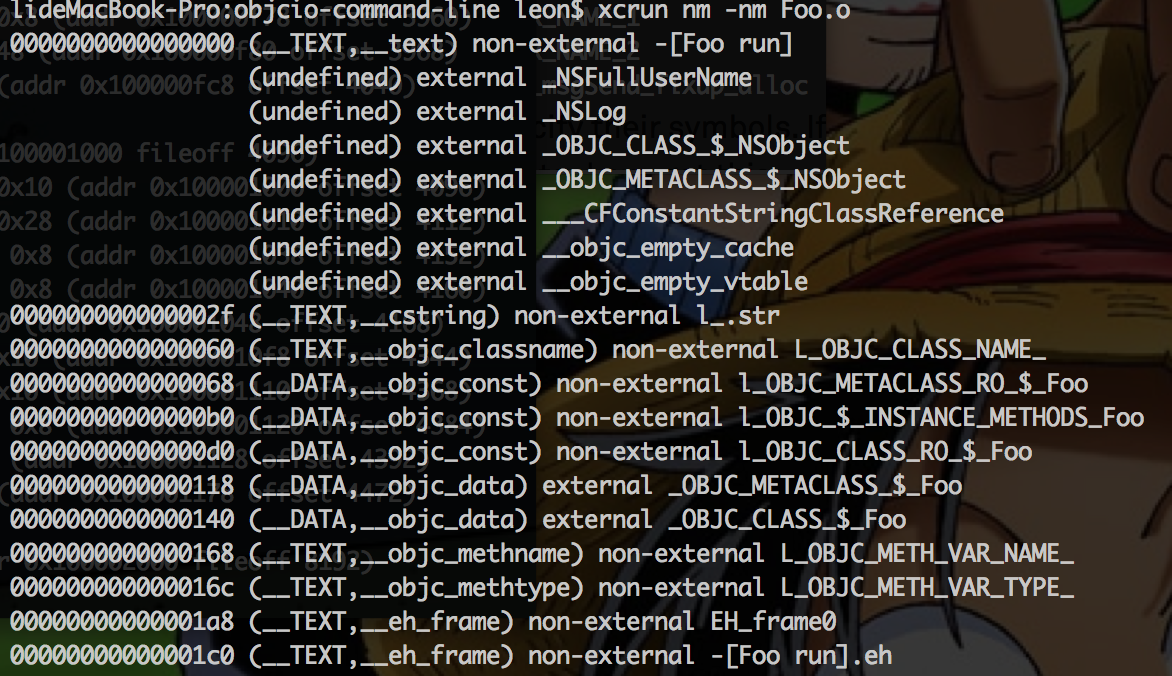 lideMacBook-Pro:objcio-command-line leon$ xcrun nm -nm Foo.o
0000000000000000 (__TEXT,__text) non-external -[Foo run]
                 (undefined) external _NSFullUserName
                 (undefined) external _NSLog
                 (undefined) external _OBJC_CLASS_$_NSObject
                 (undefined) external _OBJC_METACLASS_$_NSObject
                 (undefined) external ___CFConstantStringClassReference
                 (undefined) external __objc_empty_cache
                 (undefined) external __objc_empty_vtable
000000000000002f (__TEXT,__cstring) non-external l_.str
0000000000000060 (__TEXT,__objc_classname) non-external L_OBJC_CLASS_NAME_
0000000000000068 (__DATA,__objc_const) non-external l_OBJC_METACLASS_RO_$_Foo
00000000000000b0 (__DATA,__objc_const) non-external l_OBJC_$_INSTANCE_METHODS_Foo
00000000000000d0 (__DATA,__objc_const) non-external l_OBJC_CLASS_RO_$_Foo
0000000000000118 (__DATA,__objc_data) external _OBJC_METACLASS_$_Foo
0000000000000140 (__DATA,__objc_data) external _OBJC_CLASS_$_Foo
0000000000000168 (__TEXT,__objc_methname) non-external L_OBJC_METH_VAR_NAME_
000000000000016c (__TEXT,__objc_methtype) non-external L_OBJC_METH_VAR_TYPE_
00000000000001a8 (__TEXT,__eh_frame) non-external EH_frame0
00000000000001c0 (__TEXT,__eh_frame) non-external -[Foo run].eh